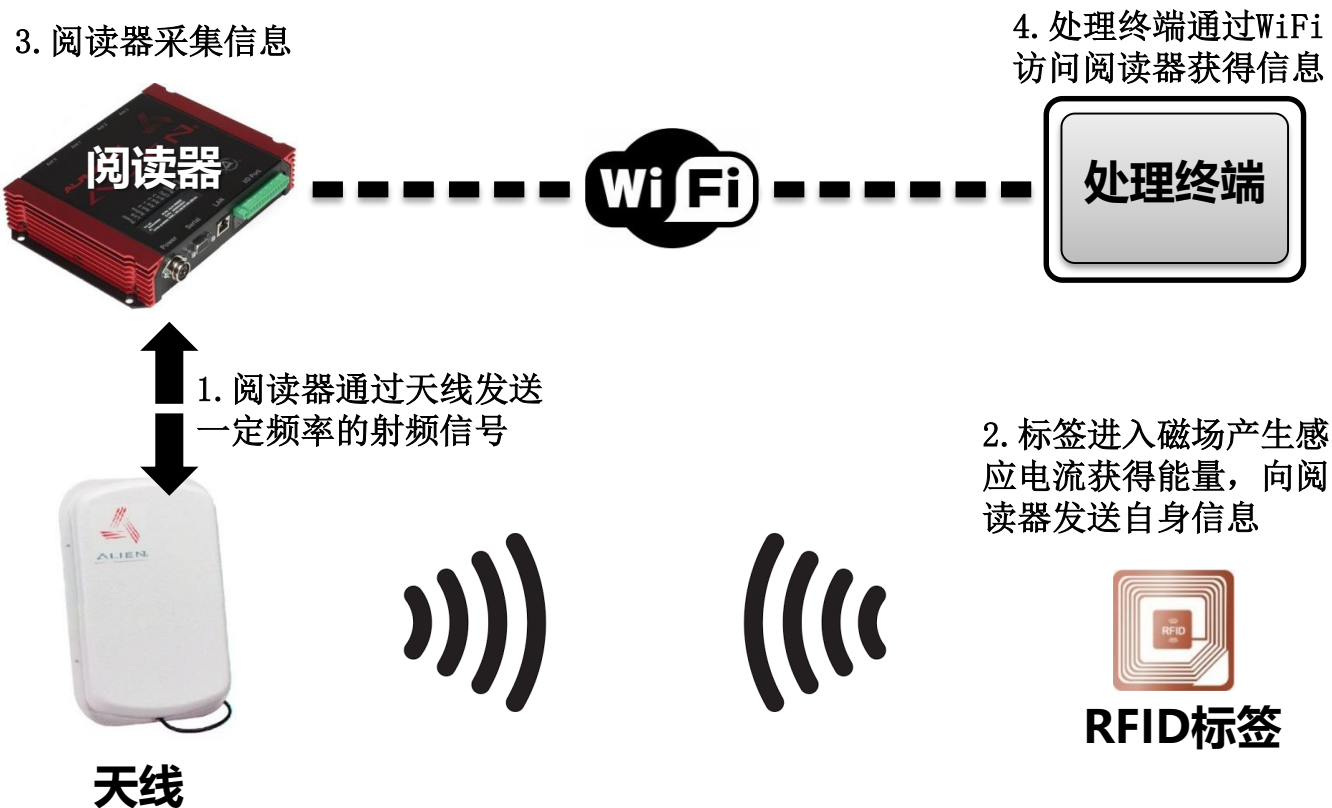 3.阅读器采集信息
4.处理终端通过WiFi
访问阅读器获得信息
阅读器
Power
Serial
LAN
I/O Port
WiFi
处理终端
1.阅读器通过天线发送
一定频率的射频信号
2.标签进入磁场产生感
应电流获得能量，向阅
读器发送自身信息
ALIEN
RFID
RFID标签
天线